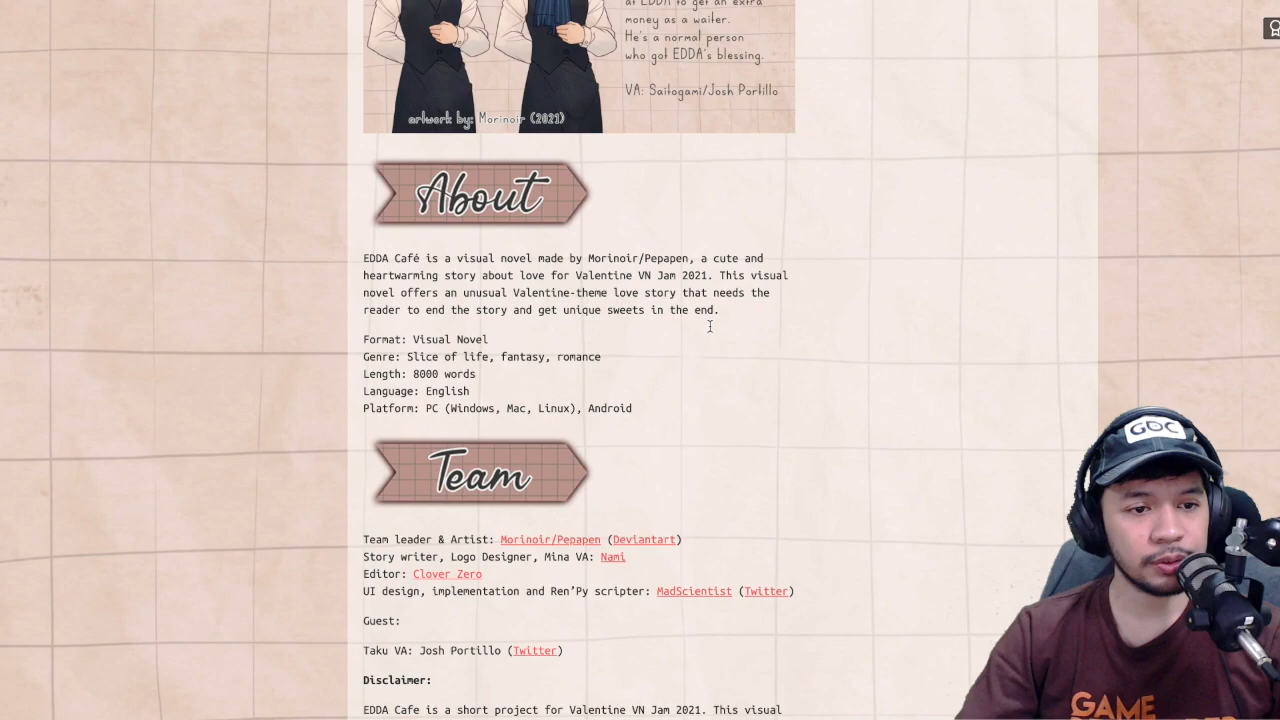 at EDDA to get an extra
money as a waiter.
He's a normal person
who got EDDA's blessing.
VA: Saitogami/Josh Portillo
artwork by: Morinoir (2021)
About
EDDA Café is a visual novel made by Morinoir/Pepapen, a cute and
heartwarming story about love for Valentine VN Jam 2021. This visual
novel offers an unusual Valentine-theme love story that needs the
reader to end the story and get unique sweets in the end.
Format: Visual Novel
Genre: Slice of life, fantasy, romance
Length: 8000 words
Language: English
Platform: PC (Windows, Mac, Linux), Android
Team
Team leader & Artist: Morinoir/Pepapen (Deviantart)
Story writer, Logo Designer, Mina VA: Nami
Editor: Clover Zero
UI design, implementation and Ren’Py scripter: MadScientist (Twitter)
Guest:
Taku VA: Josh Portillo (Twitter)
Disclaimer:
EDDA Cafe is a short project for Valentine VN Jam 2021. This visual
GDC
GAME